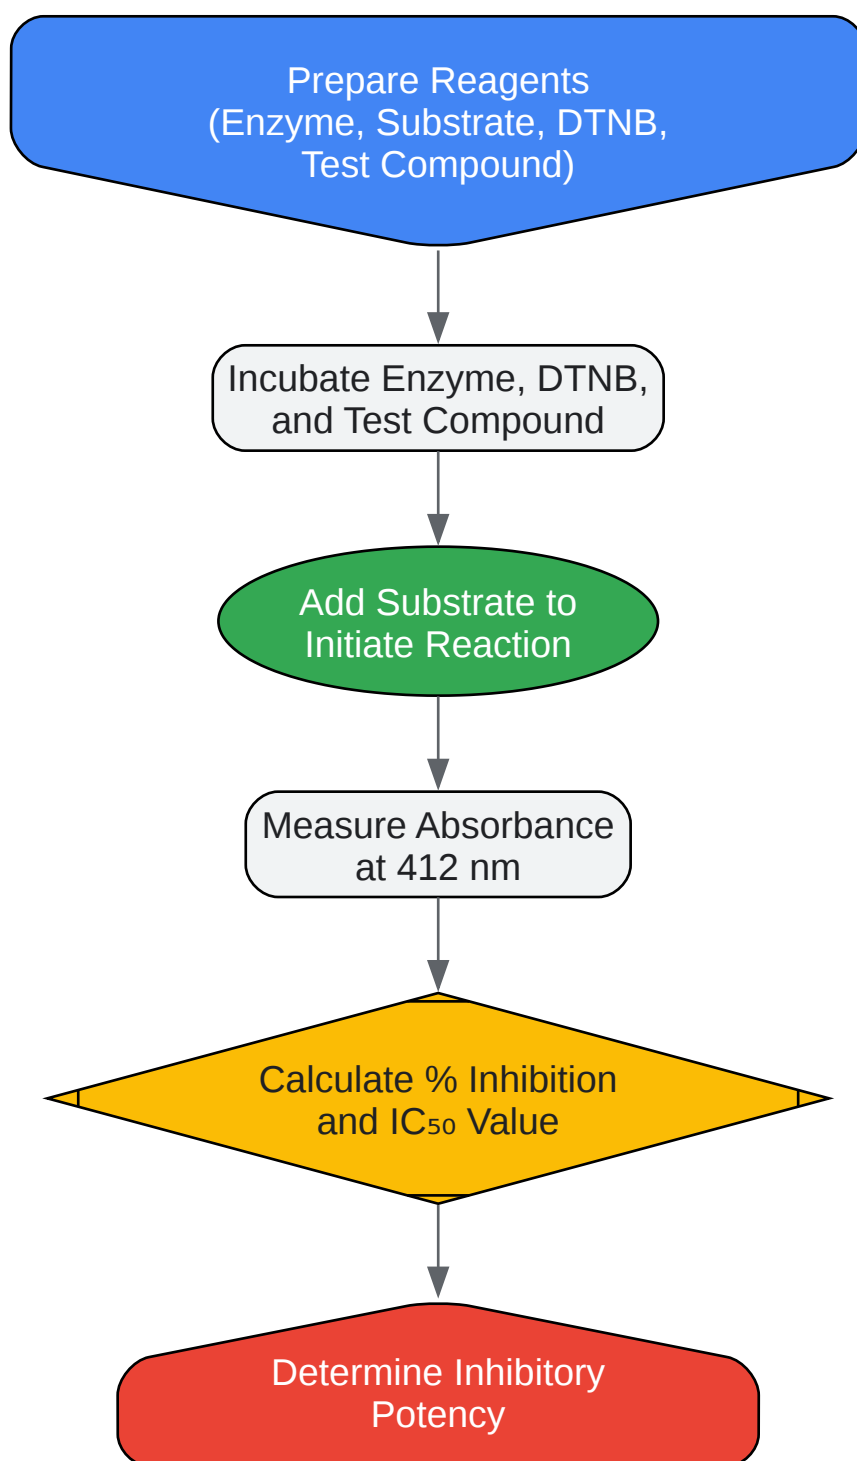 Prepare Reagents
(Enzyme, Substrate, DTNB,
Test Compound)
Incubate Enzyme, DTNB,
and Test Compound
Add Substrate to
Initiate Reaction
Measure Absorbance
at 412 nm
Calculate % Inhibition
and IC₅₀ Value
Determine Inhibitory
Potency